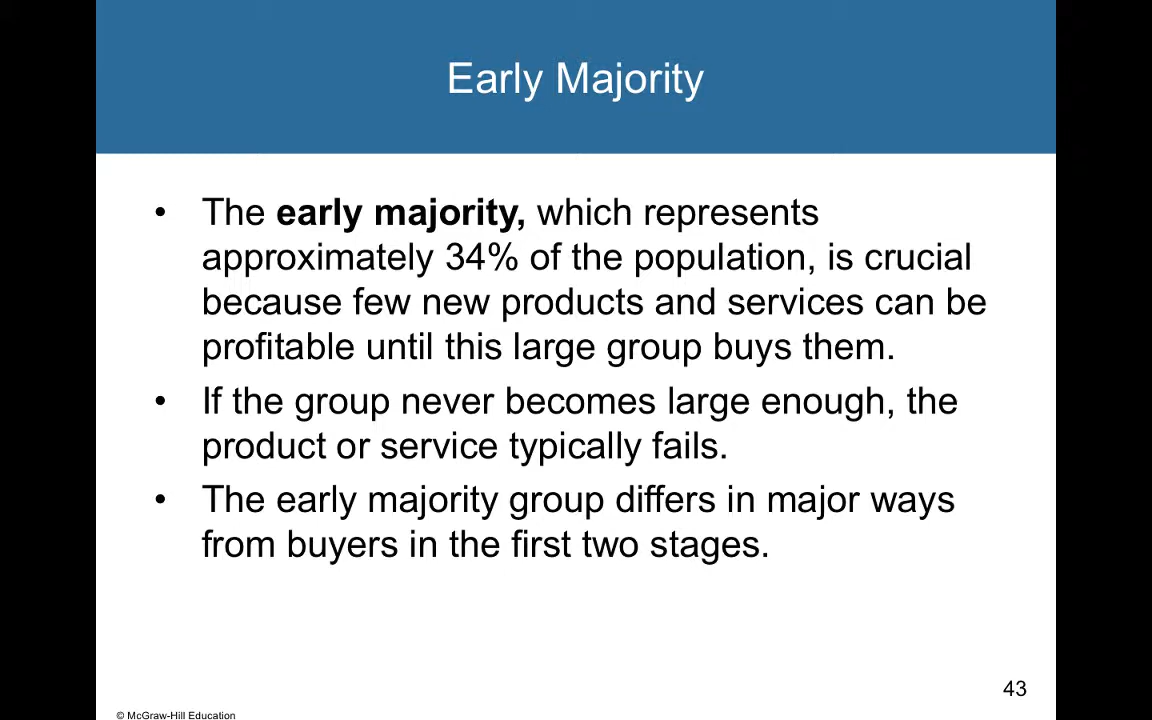 Early Majority
• The early majority, which represents
approximately 34% of the population, is crucial
because few new products and services can be
profitable until this large group buys them.
• If the group never becomes large enough, the
product or service typically fails.
• The early majority group differs in major ways
from buyers in the first two stages.
43
© McGraw-Hill Education